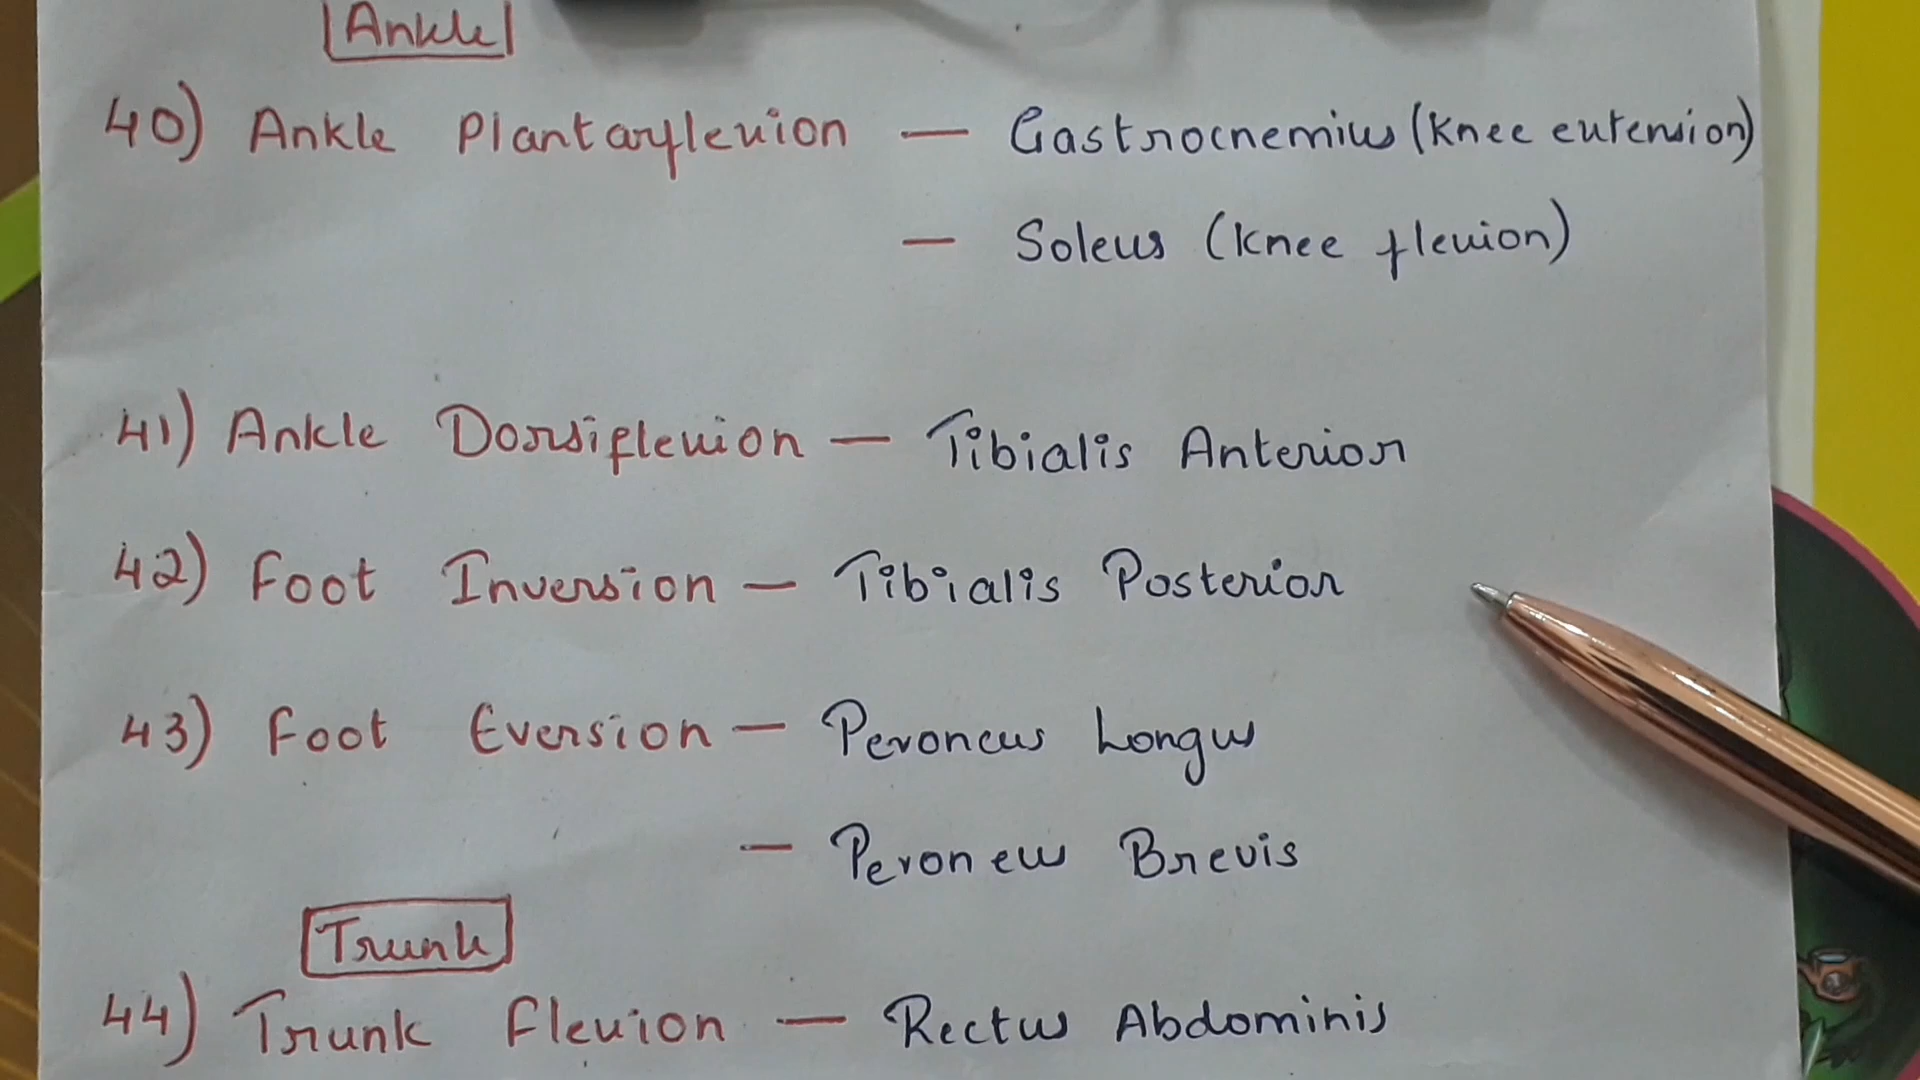 Ankle
40) Ankle Plantarflexion — Gastrocnemius (Knee extension)
— Soleus (Knee flexion)
41) Ankle Dorsiflexion — Tibialis Anterior
42) Foot Inversion — Tibialis Posterior
43) Foot Eversion — Peroneus Longus
— Peroneus Brevis
Trunk
44) Trunk Flexion — Rectus Abdominis